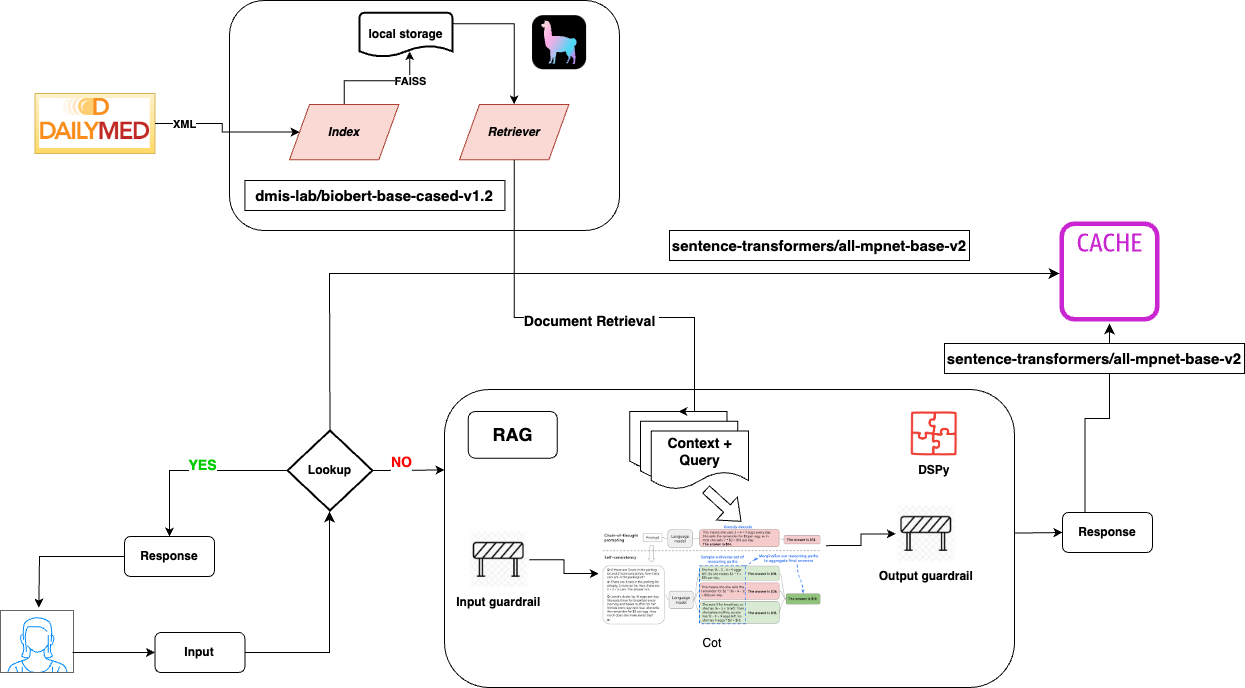 local storage
FAISS
D
DAILYMED
XML
Index
Retriever
dmis-lab/biobert-base-cased-v1.2
sentence-transformers/all-mpnet-base-v2
CACHE
Document Retrieval
sentence-transformers/all-mpnet-base-v2
RAG
Context +
Query
DSPy
YES
Lookup
NO
Response
Response
Input guardrail
Output guardrail
Chain-of-thought
prompting
Prompt
Language
model
Greedy decode
The answer is $14.
Self-consistency
Sample a diverse set of
reasoning paths
Marginalize out reasoning paths
to aggregate final answers
Language
model
The answer is $18.
The answer is $26.
The answer is $18.
The answer is $18.
Cot
Input